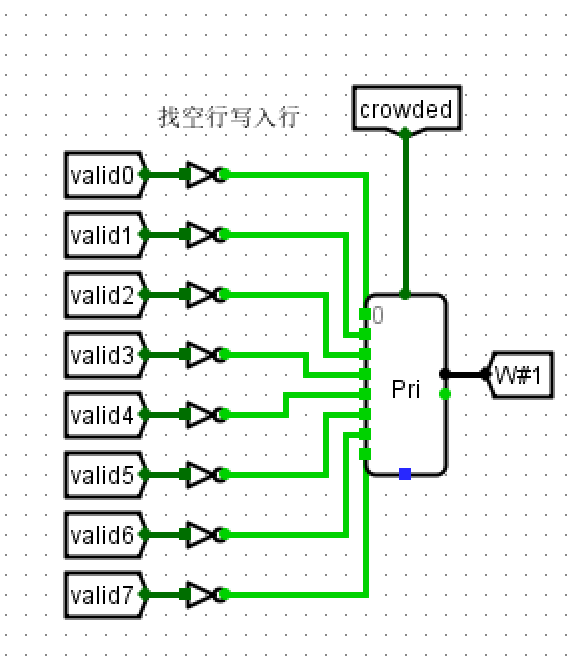 crowded
找空行写入行
valid0
valid1
valid2
valid3
valid4
valid5
valid6
valid7
0
Pri
W#1